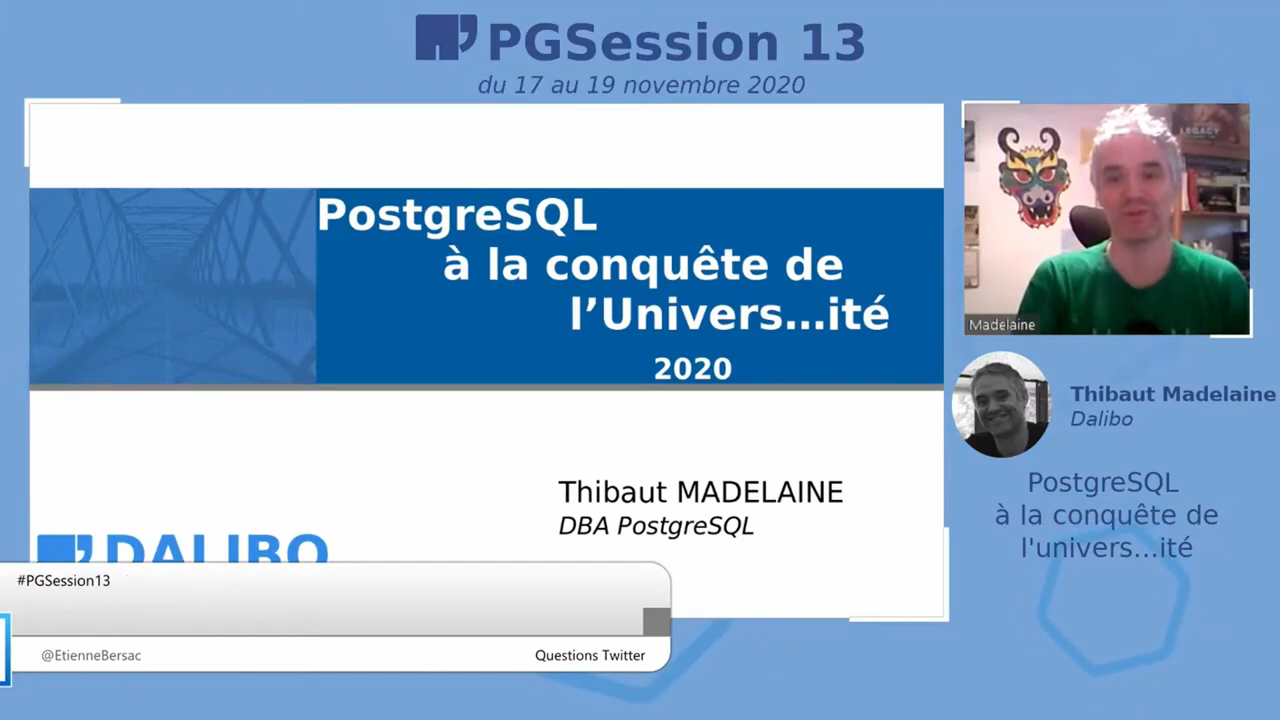 PGSession 13
du 17 au 19 novembre 2020
PostgreSQL
à la conquête de
l’Univers...ité
2020
Thibaut MADELAINE
DBA PostgreSQL
DALIBO
#PGSession13
@EtienneBersac
Questions Twitter
LEGACY
Madelaine
Thibaut Madelaine
Dalibo
PostgreSQL
à la conquête de
l'univers...ité